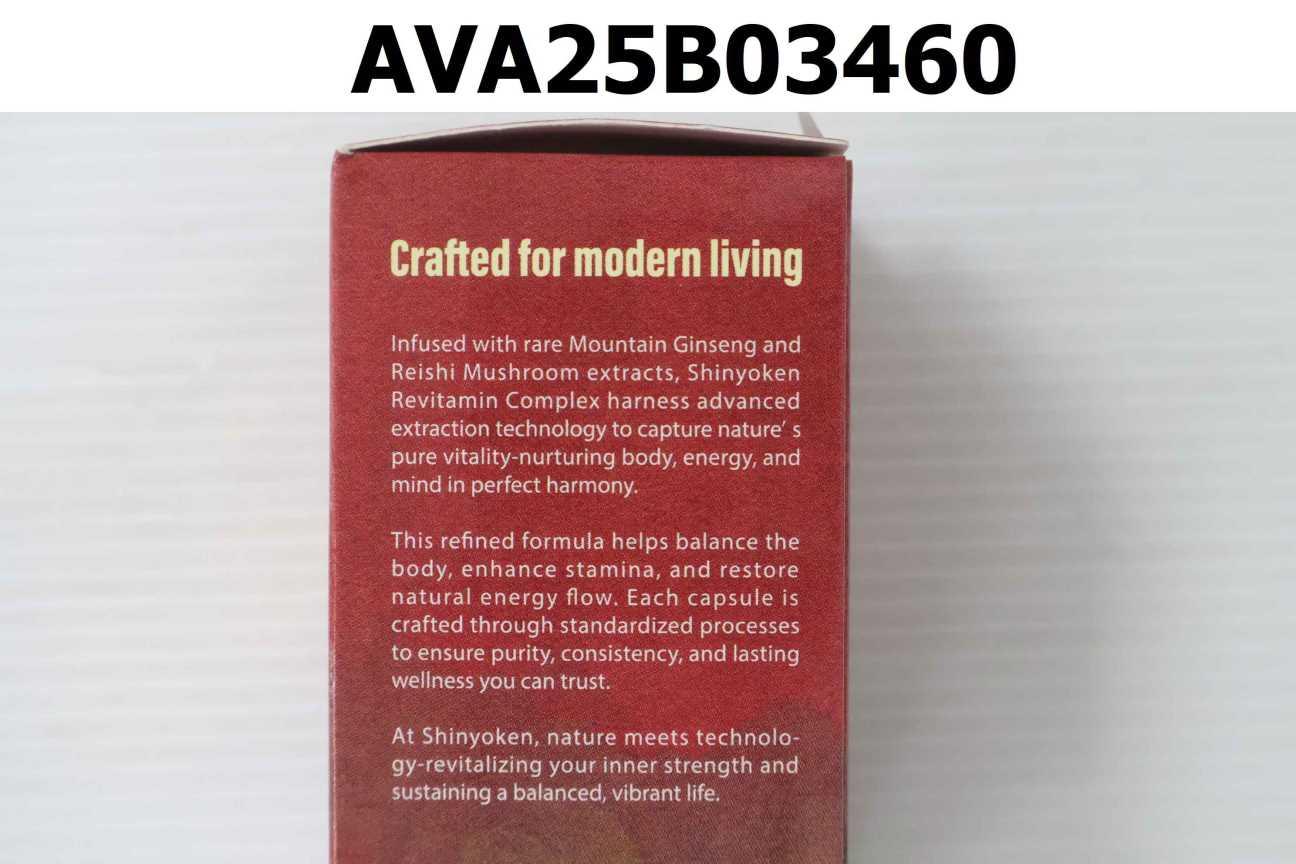 AVA25B03460
Crafted for modern living
Infused with rare Mountain Ginseng and
Reishi Mushroom extracts, Shinyoken
Revitamin Complex harness advanced
extraction technology to capture nature' s
pure vitality-nurturing body, energy, and
mind in perfect harmony.
This refined formula helps balance the
body, enhance stamina, and restore
natural energy flow. Each capsule is
crafted through standardized processes
to ensure purity, consistency, and lasting
wellness you can trust.
At Shinyoken, nature meets technolo-
gy-revitalizing your inner strength and
sustaining a balanced, vibrant life.